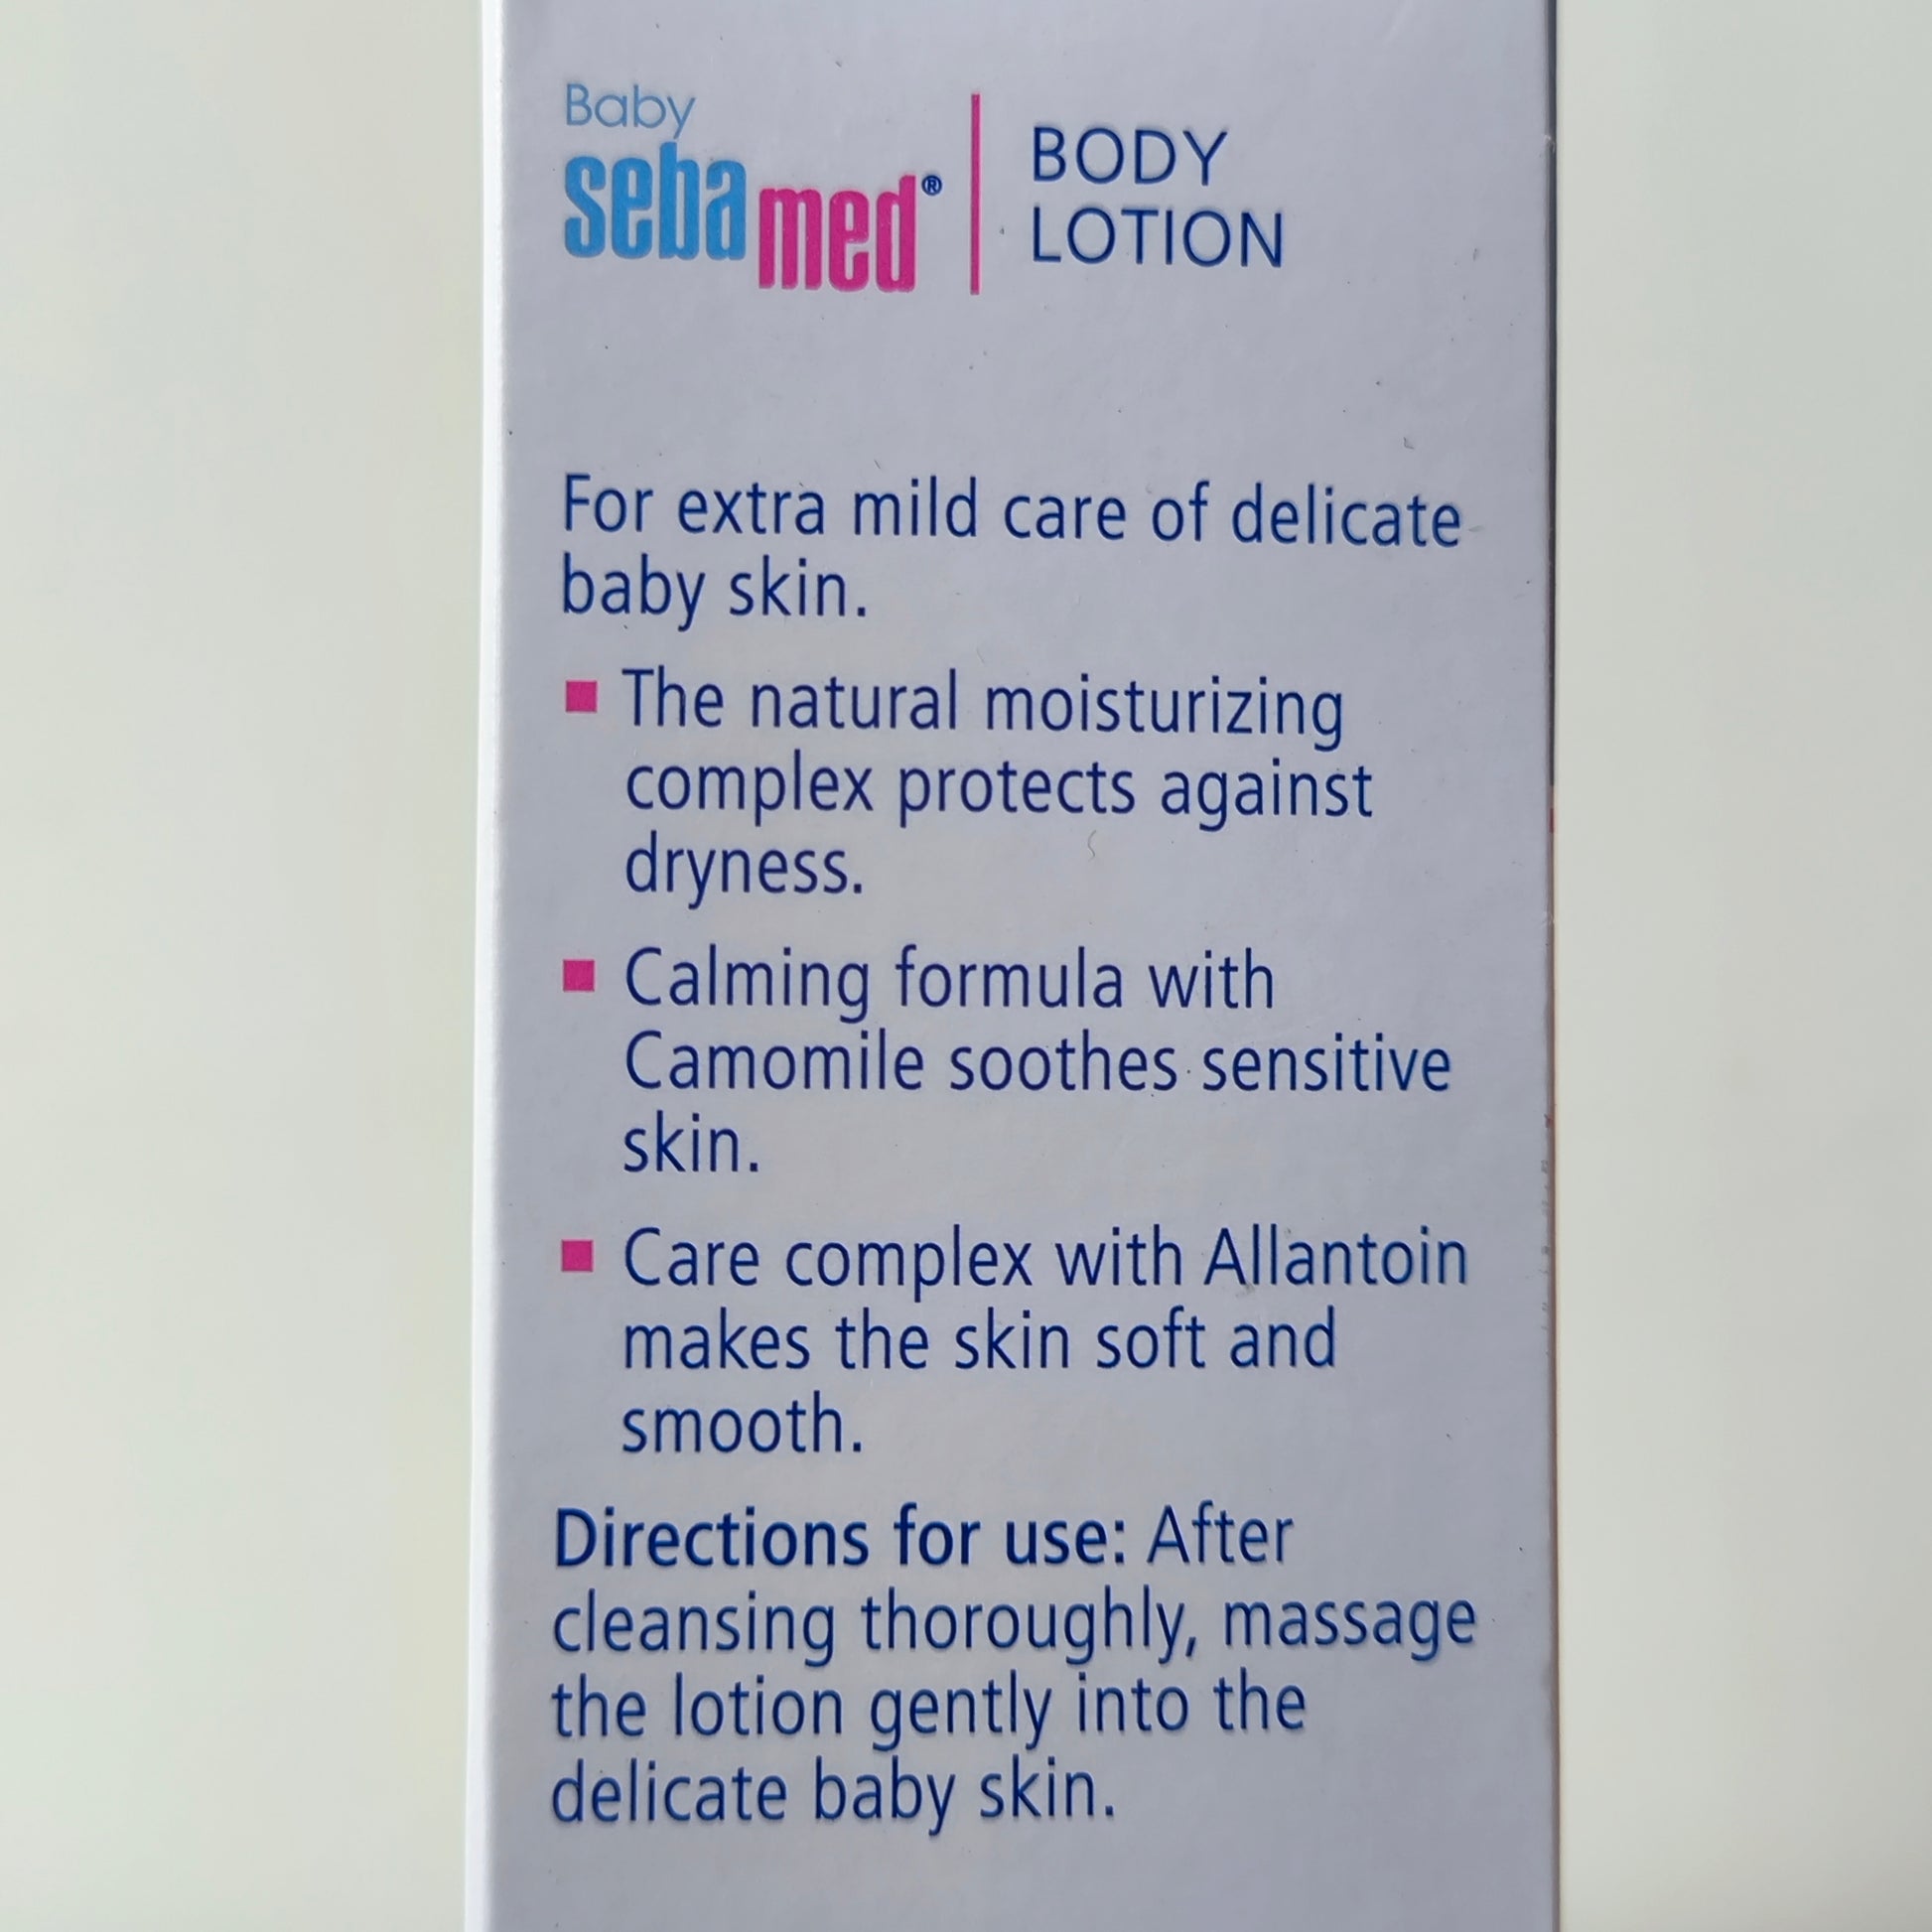 Baby
sebamed®
BODY
LOTION
For extra mild care of delicate
baby skin.
The natural moisturizing
complex protects against
dryness.
Calming formula with
Camomile soothes sensitive
skin.
Care complex with Allantoin
makes the skin soft and
smooth.
Directions for use: After
cleansing thoroughly, massage
the lotion gently into the
delicate baby skin.